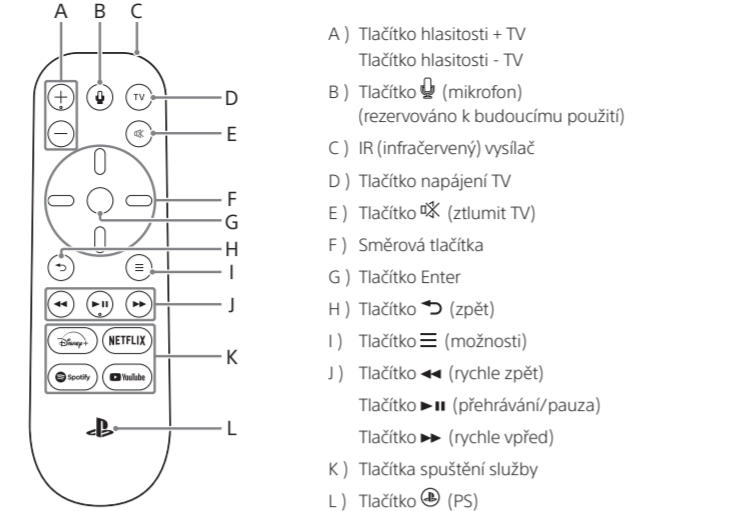 A B C
TV
D
E
F
G
H
I
J
Disney+ NETFLIX
K
Spotify YouTube
L
A ) Tlačítko hlasitosti + TV
Tlačítko hlasitosti - TV
B ) Tlačítko (mikrofon)
(rezervováno k budoucímu použití)
C ) IR (infračervený) vysílač
D ) Tlačítko napájení TV
E ) Tlačítko (ztlumit TV)
F ) Směrová tlačítka
G ) Tlačítko Enter
H ) Tlačítko (zpět)
I ) Tlačítko (možnosti)
J ) Tlačítko (rychle zpět)
Tlačítko (přehrávání/pauza)
Tlačítko (rychle vpřed)
K ) Tlačítka spuštění služby
L ) Tlačítko (PS)